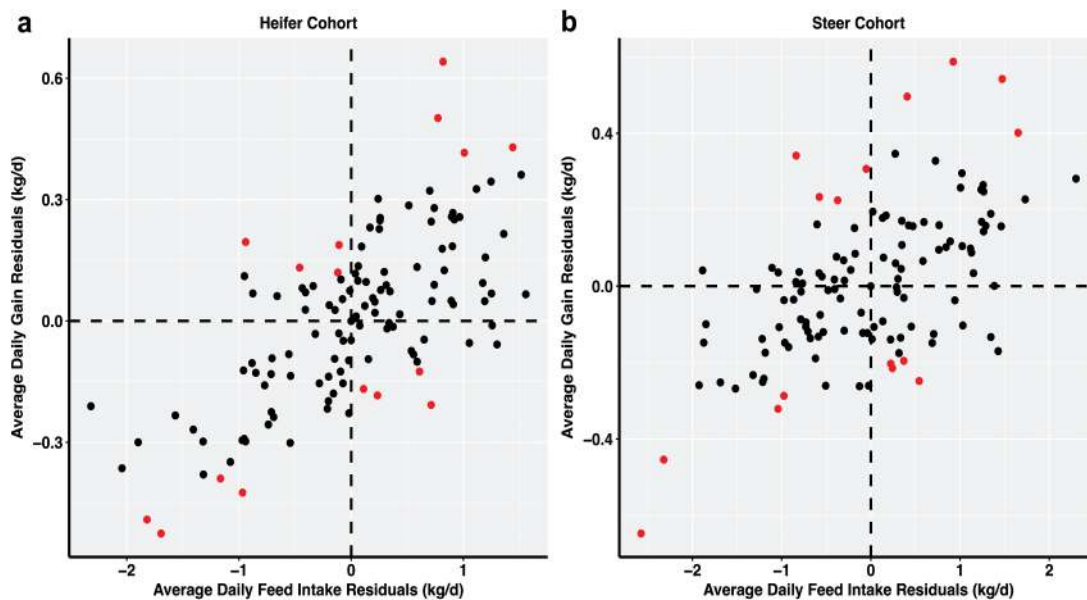 a
Heifer Cohort
Average Daily Gain Residuals (kg/d)
0.6
0.3
0.0
−0.3
−2
−1
0
1
Average Daily Feed Intake Residuals (kg/d)
b
Steer Cohort
Average Daily Gain Residuals (kg/d)
0.4
0.0
−0.4
−2
−1
0
1
2
Average Daily Feed Intake Residuals (kg/d)